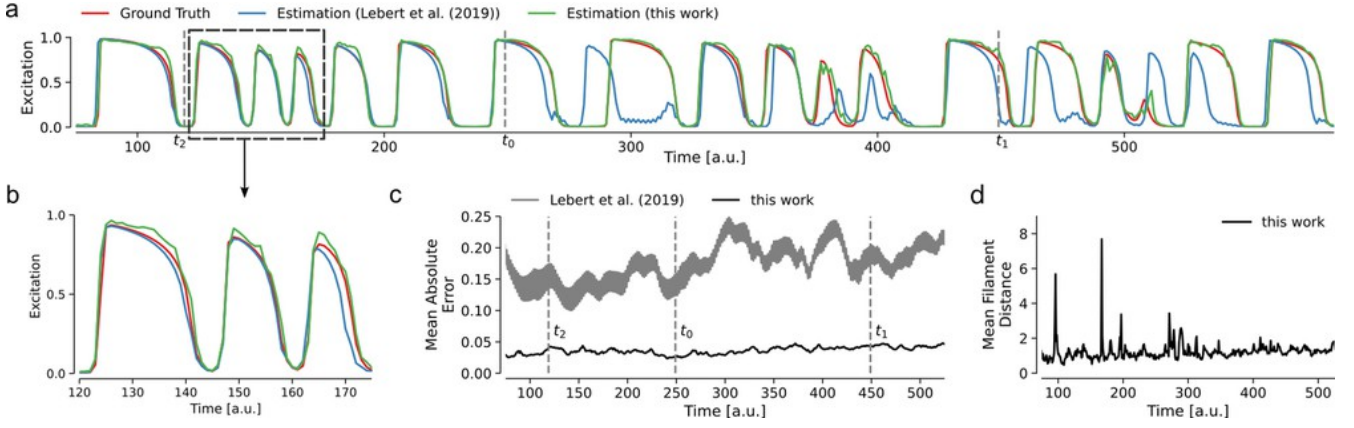 a
Ground Truth
Estimation (Lebert et al. (2019))
Estimation (this work)
Excitation
1.0
0.5
0.0
100
t2
200
t0
300
400
t1
500
Time [a.u.]
b
Excitation
1.0
0.5
0.0
120
130
140
150
160
170
Time [a.u.]
c
Lebert et al. (2019)
this work
Mean Absolute
Error
0.25
0.20
0.15
0.10
0.05
0.00
t2
t0
t1
100
150
200
250
300
350
400
450
500
Time [a.u.]
d
this work
Mean Filament
Distance
8
6
4
2
0
100
200
300
400
500
Time [a.u.]